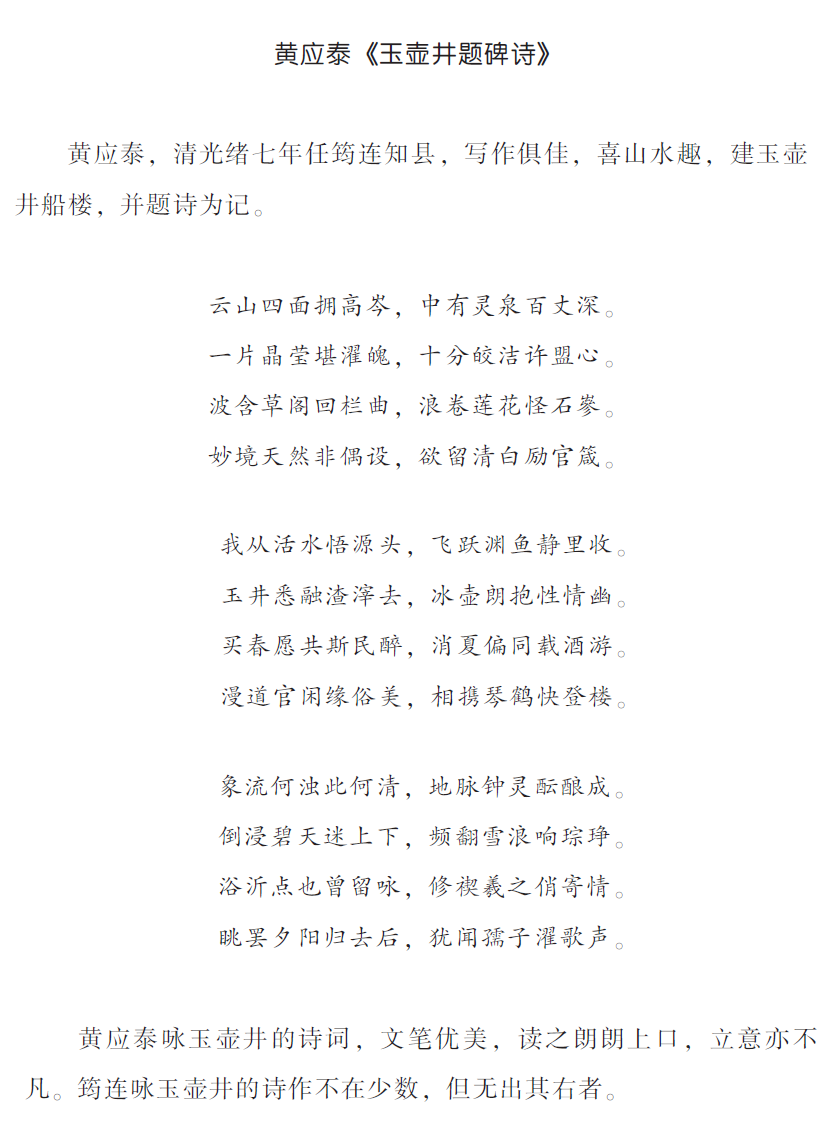 黄应泰《玉壶井题碑诗》
黄应泰，清光绪七年任筠连知县，写作俱佳，喜山水趣，建玉壶
井船楼，并题诗为记。
云山四面拥高岑，中有灵泉百丈深。
一片晶莹堪濯魄，十分皎洁许盟心。
波含草阁回栏曲，浪卷莲花怪石嵾。
妙境天然非偶设，欲留清白励官箴。
我从活水悟源头，飞跃渊鱼静里收。
玉井悉融渣滓去，冰壶朗抱性情幽。
买春愿共斯民醉，消夏偏同载酒游。
漫道官闲缘俗美，相携琴鹤快登楼。
象流何浊此何清，地脉钟灵酝酿成。
倒浸碧天迷上下，频翻雪浪响琮琤。
浴沂点也曾留咏，修禊羲之俏寄情。
眺罢夕阳归去后，犹闻孺子濯歌声。
黄应泰咏玉壶井的诗词，文笔优美，读之朗朗上口，立意亦不
凡。筠连咏玉壶井的诗作不在少数，但无出其右者。